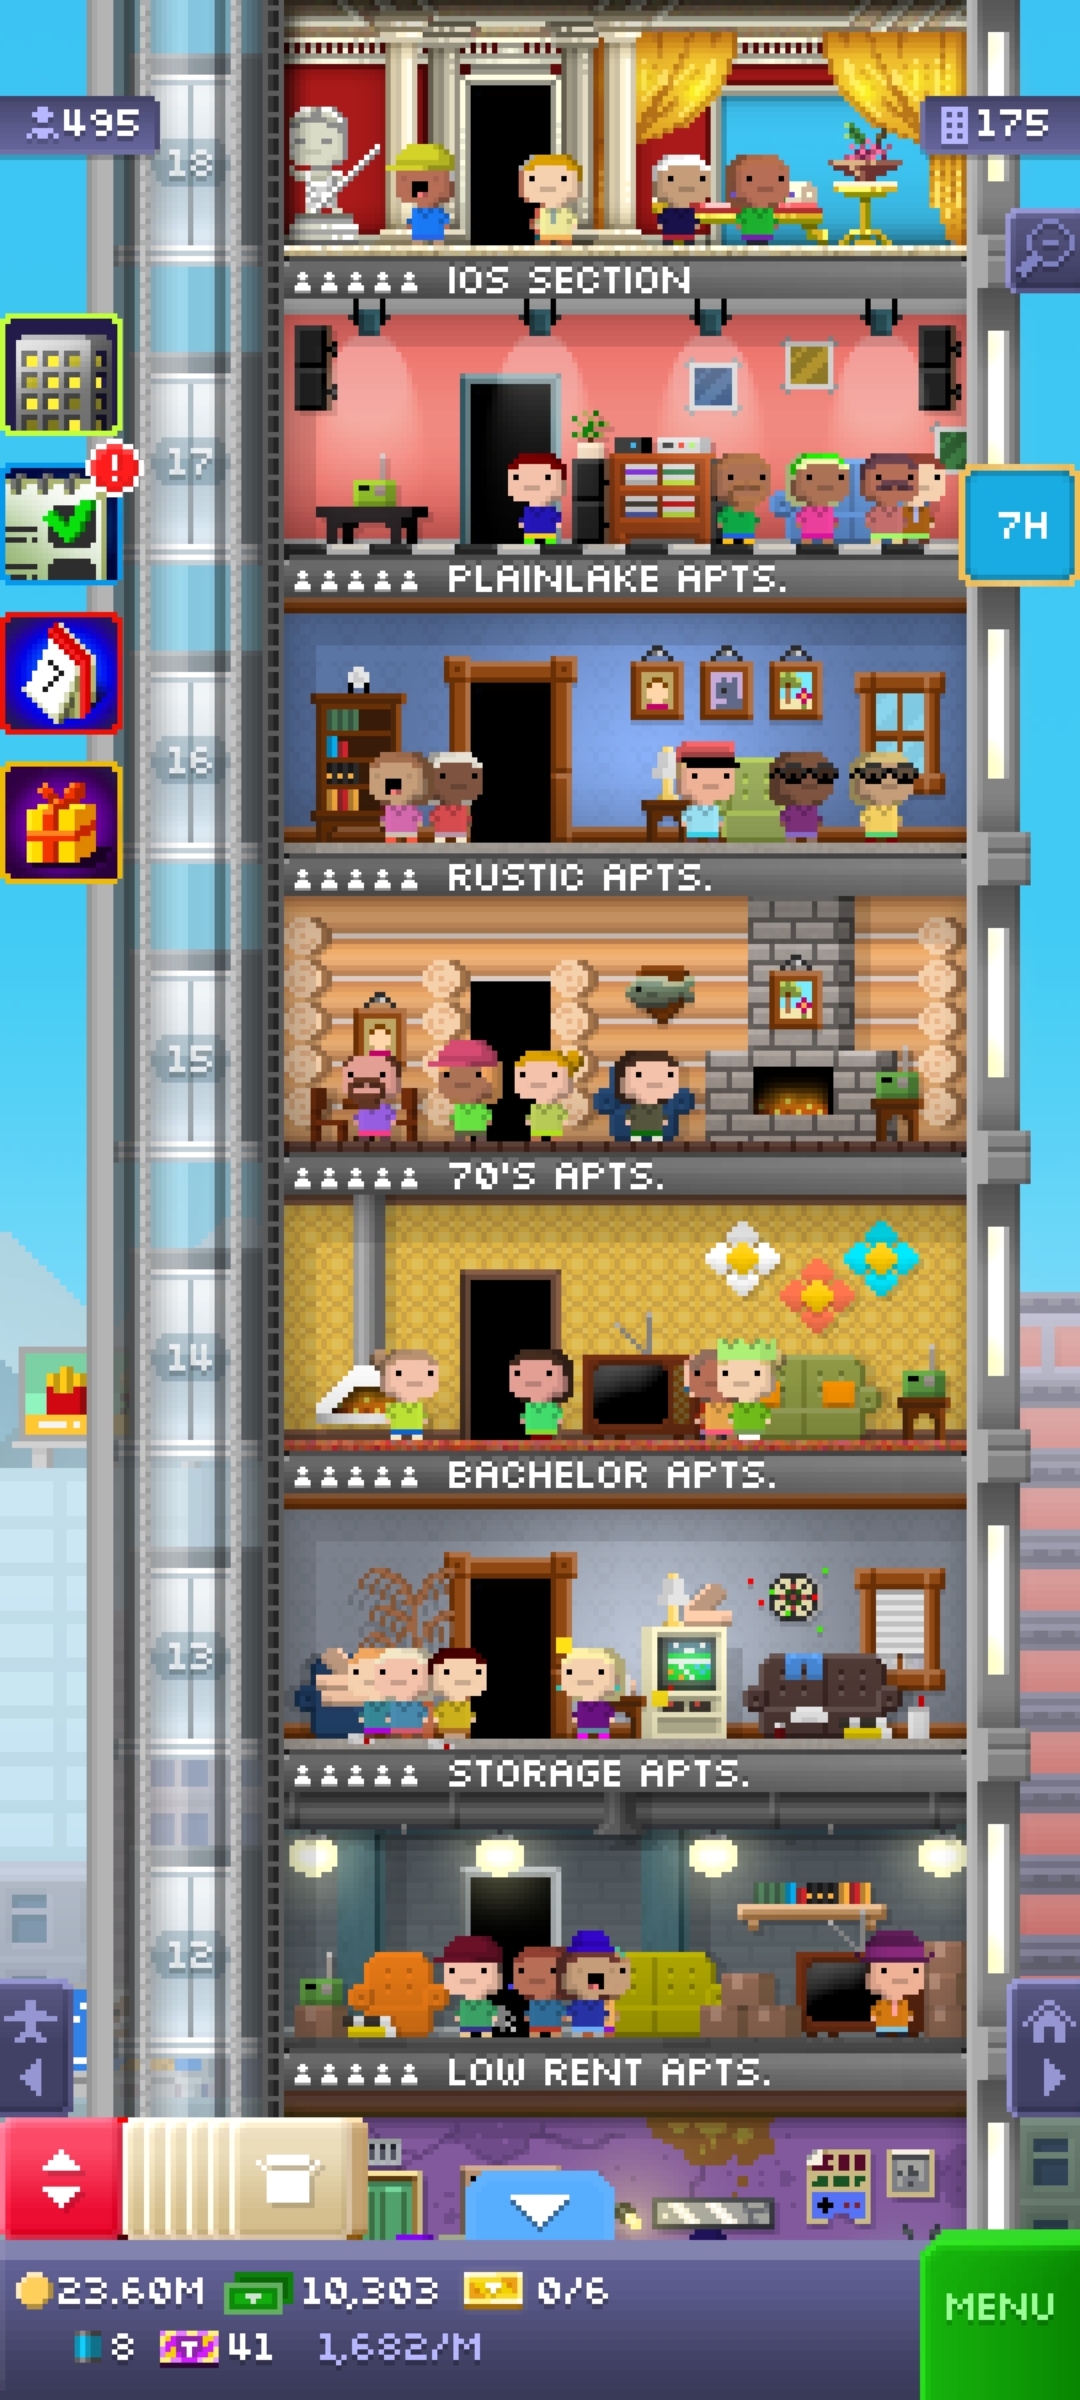 495
175
18
IOS SECTION
17
7H
PLAINLAKE APTS.
16
RUSTIC APTS.
15
70'S APTS.
14
BACHELOR APTS.
13
STORAGE APTS.
12
LOW RENT APTS.
23.60M 10,303 0/6
MENU
8 T 41 1,682/M